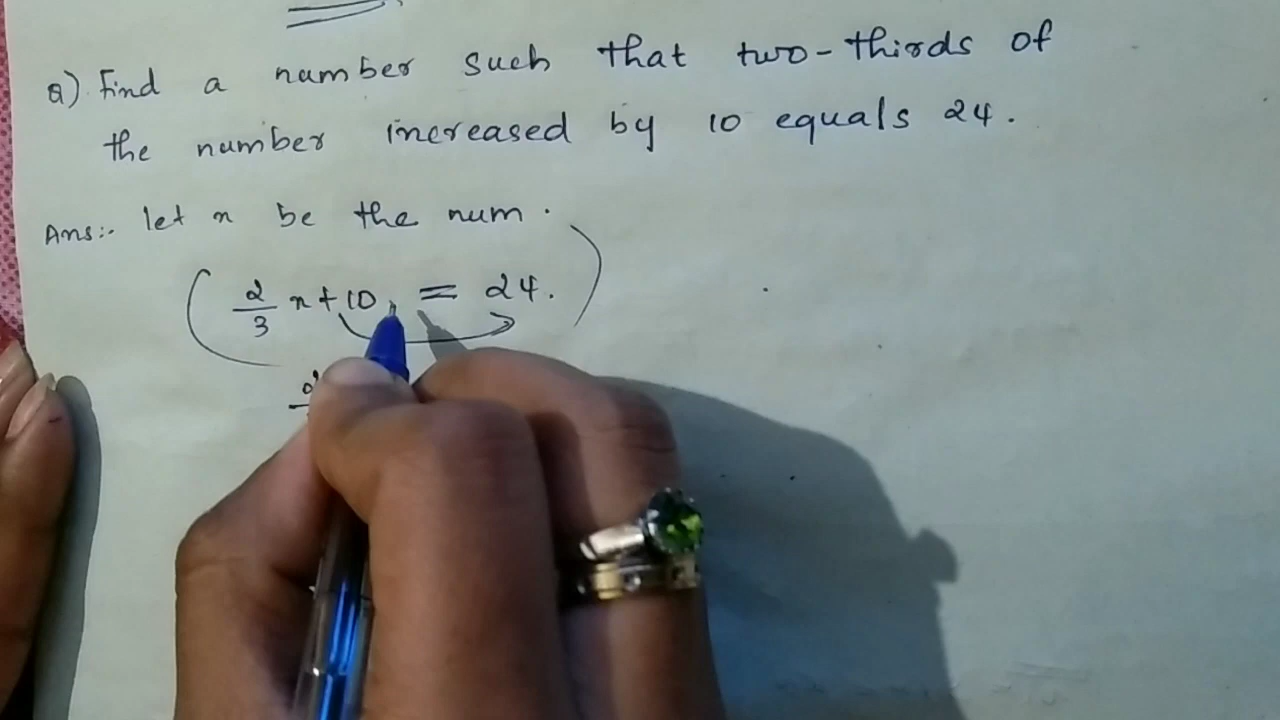 Q) Find a number such that two-thirds of
the number increased by 10 equals 24.
Ans:- let x be the num.
2/3 x + 10 = 24.
2